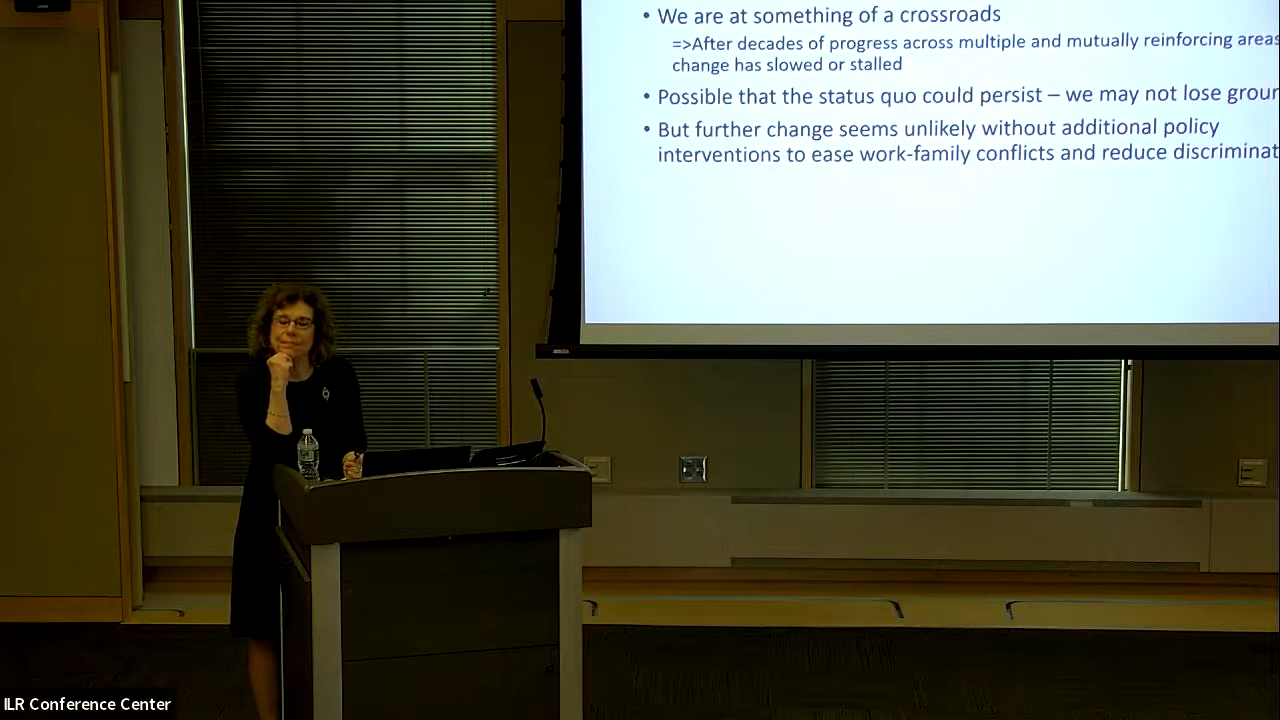 • We are at something of a crossroads
=>After decades of progress across multiple and mutually reinforcing areas
change has slowed or stalled
• Possible that the status quo could persist – we may not lose groun
• But further change seems unlikely without additional policy
interventions to ease work-family conflicts and reduce discriminat
ILR Conference Center